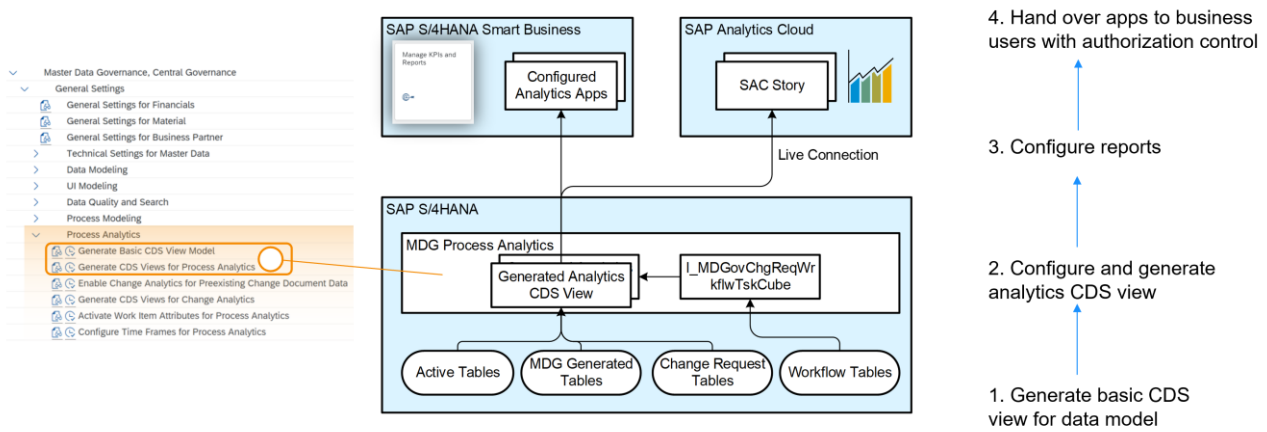 Master Data Governance, Central Governance
General Settings
General Settings for Financials
General Settings for Material
General Settings for Business Partner
Technical Settings for Master Data
Data Modeling
UI Modeling
Data Quality and Search
Process Modeling
Process Analytics
Generate Basic CDS View Model
Generate CDS Views for Process Analytics
Enable Change Analytics for Preexisting Change Document Data
Generate CDS Views for Change Analytics
Activate Work Item Attributes for Process Analytics
Configure Time Frames for Process Analytics
SAP S/4HANA Smart Business
Manage KPIs and
Reports
Configured
Analytics Apps
SAP Analytics Cloud
SAC Story
Live Connection
SAP S/4HANA
MDG Process Analytics
Generated Analytics
CDS View
I_MDGovChgReqWr
kflwTskCube
Active Tables
MDG Generated
Tables
Change Request
Tables
Workflow Tables
4. Hand over apps to business
users with authorization control
3. Configure reports
2. Configure and generate
analytics CDS view
1. Generate basic CDS
view for data model